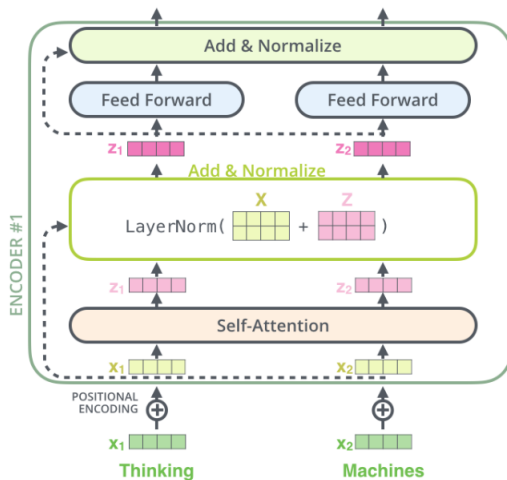 Add & Normalize
Feed Forward Feed Forward
z₁ z₂
Add & Normalize
X Z
LayerNorm( + )
z₁ z₂
Self-Attention
x₁ x₂
ENCODER #1
POSITIONAL
ENCODING
x₁ x₂
Thinking Machines